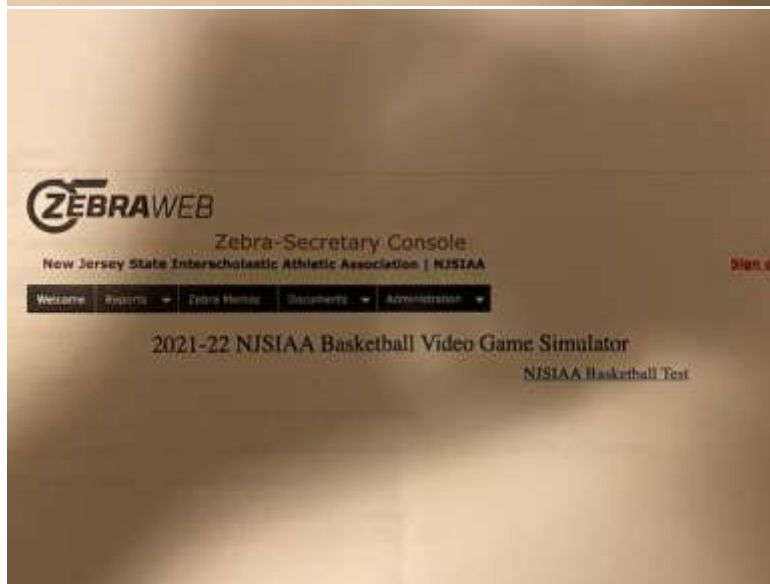 ZEBRAWEB
Zebra-Secretary Console
New Jersey State Interscholastic Athletic Association | NJSIAA
Sign
Welcome Reports Zebra Memos Documents Administration
2021-22 NJSIAA Basketball Video Game Simulator
NJSIAA Basketball Test